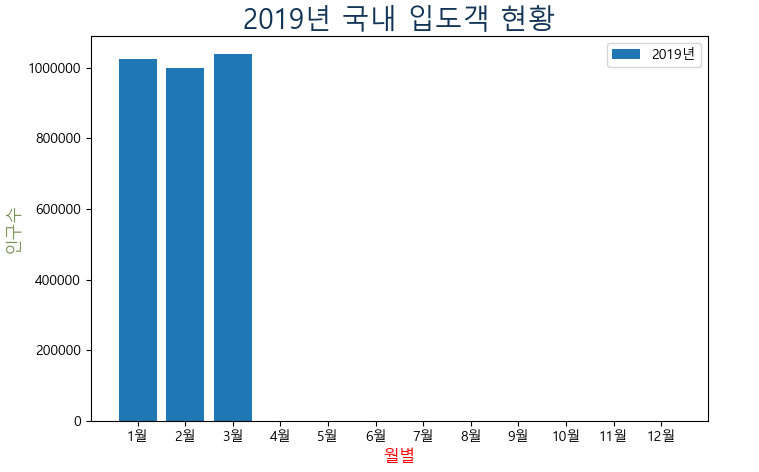 2019년 국내 입도객 현황
2019년
1000000
800000
600000
400000
200000
0
인구수
1월 2월 3월 4월 5월 6월 7월 8월 9월 10월 11월 12월
월별